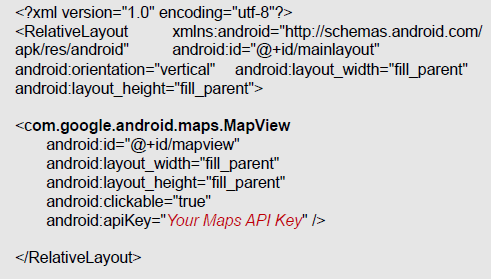 <?xml version="1.0" encoding="utf-8"?>
<RelativeLayout xmlns:android="http://schemas.android.com/
apk/res/android" android:id="@+id/mainlayout"
android:orientation="vertical" android:layout_width="fill_parent"
android:layout_height="fill_parent">
<com.google.android.maps.MapView
android:id="@+id/mapview"
android:layout_width="fill_parent"
android:layout_height="fill_parent"
android:clickable="true"
android:apiKey="Your Maps API Key" />
</RelativeLayout>